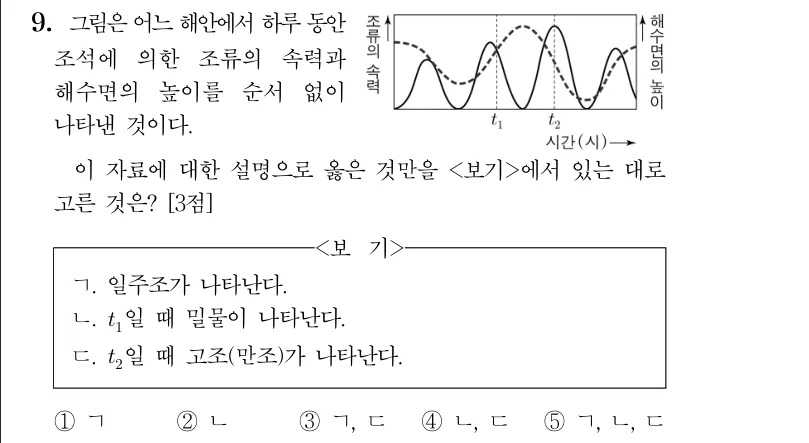 9. 그림은 어느 해안에서 하루 동안
조석에 의한 조류의 속력과
해수면의 높이를 순서 없이
나타낸 것이다.
조류의 속력
해수면의 높이
t₁ t₂
시간(시)
이 자료에 대한 설명으로 옳은 것만을 <보기>에서 있는 대로
고른 것은? [3점]
<보 기>
ㄱ. 일주조가 나타난다.
ㄴ. t₁일 때 밀물이 나타난다.
ㄷ. t₂일 때 고조(만조)가 나타난다.
① ㄱ ② ㄴ ③ ㄱ, ㄷ ④ ㄴ, ㄷ ⑤ ㄱ, ㄴ, ㄷ